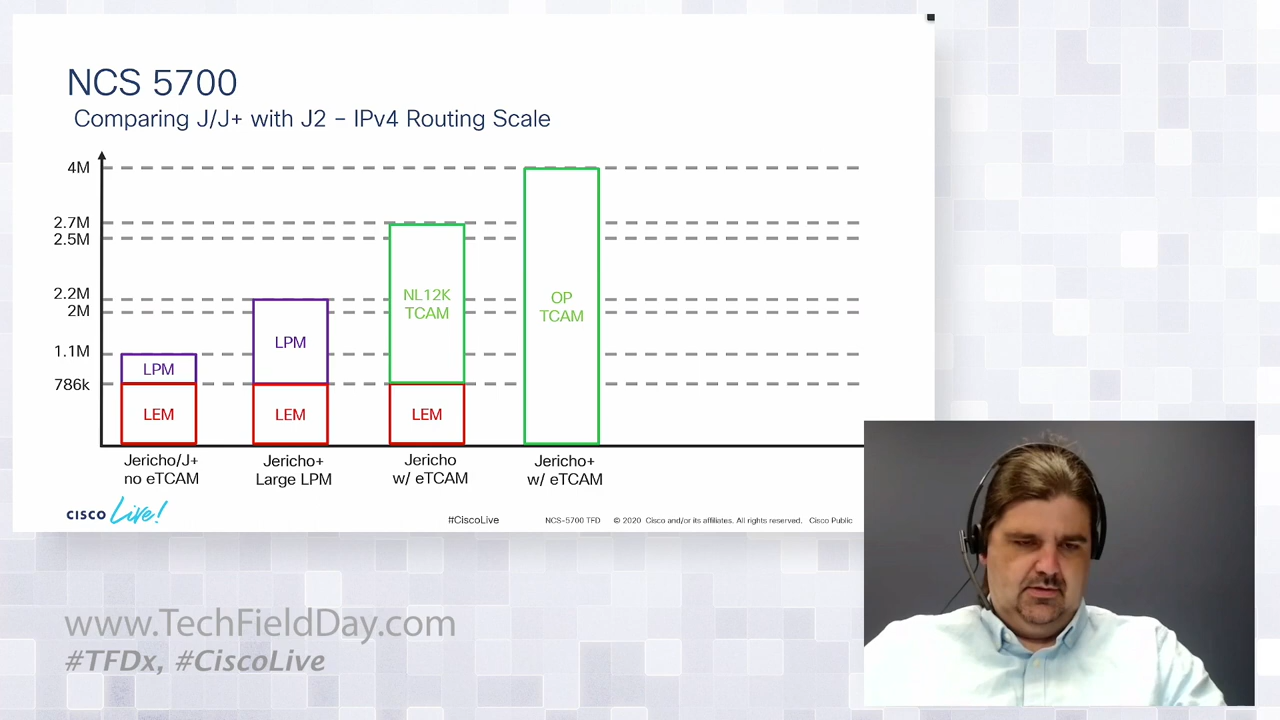 NCS 5700
Comparing J/J+ with J2 – IPv4 Routing Scale
4M
2.7M
2.5M
2.2M
2M
1.1M
786k
LPM
LEM
LPM
LEM
NL12K
TCAM
LEM
OP
TCAM
Jericho/J+
no eTCAM
Jericho+
Large LPM
Jericho
w/ eTCAM
Jericho+
w/ eTCAM
CISCO Live!
#CiscoLive
NCS-5700 TFD
© 2020 Cisco and/or its affiliates. All rights reserved. Cisco Public
www.TechFieldDay.com
#TFDx, #CiscoLive